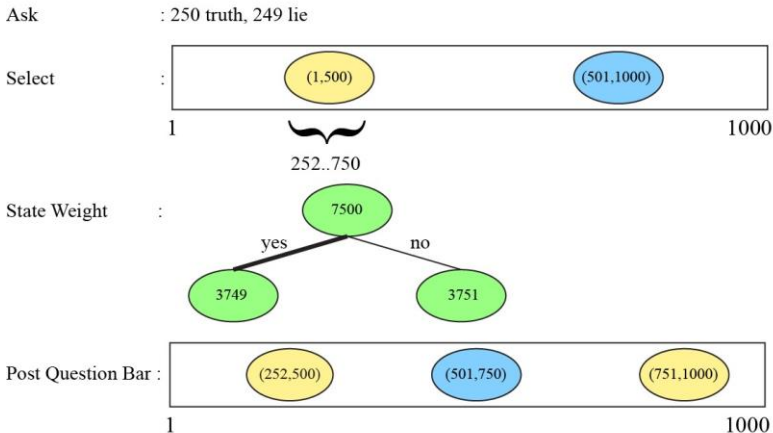 Ask : 250 truth, 249 lie
Select :
(1,500) (501,1000)
1 1000
252..750
State Weight :
7500
yes no
3749 3751
Post Question Bar :
(252,500) (501,750) (751,1000)
1 1000